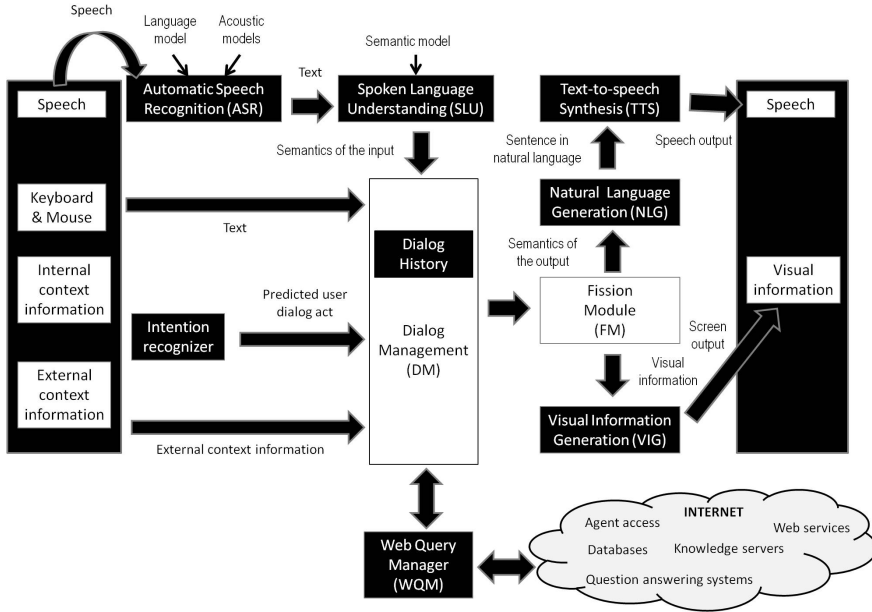 Speech
Language
model
Acoustic
models
Semantic model
Speech
Automatic Speech
Recognition (ASR)
Text
Spoken Language
Understanding (SLU)
Text-to-speech
Synthesis (TTS)
Speech
Semantics of the input
Sentence in
natural language
Speech output
Keyboard
& Mouse
Text
Natural Language
Generation (NLG)
Dialog
History
Semantics of
the output
Internal
context
information
Visual
information
Intention
recognizer
Predicted user
dialog act
Dialog
Management
(DM)
Fission
Module
(FM)
Screen
output
Visual
information
External
context
information
External context information
Visual Information
Generation (VIG)
Web Query
Manager
(WQM)
INTERNET
Agent access
Web services
Databases
Knowledge servers
Question answering systems